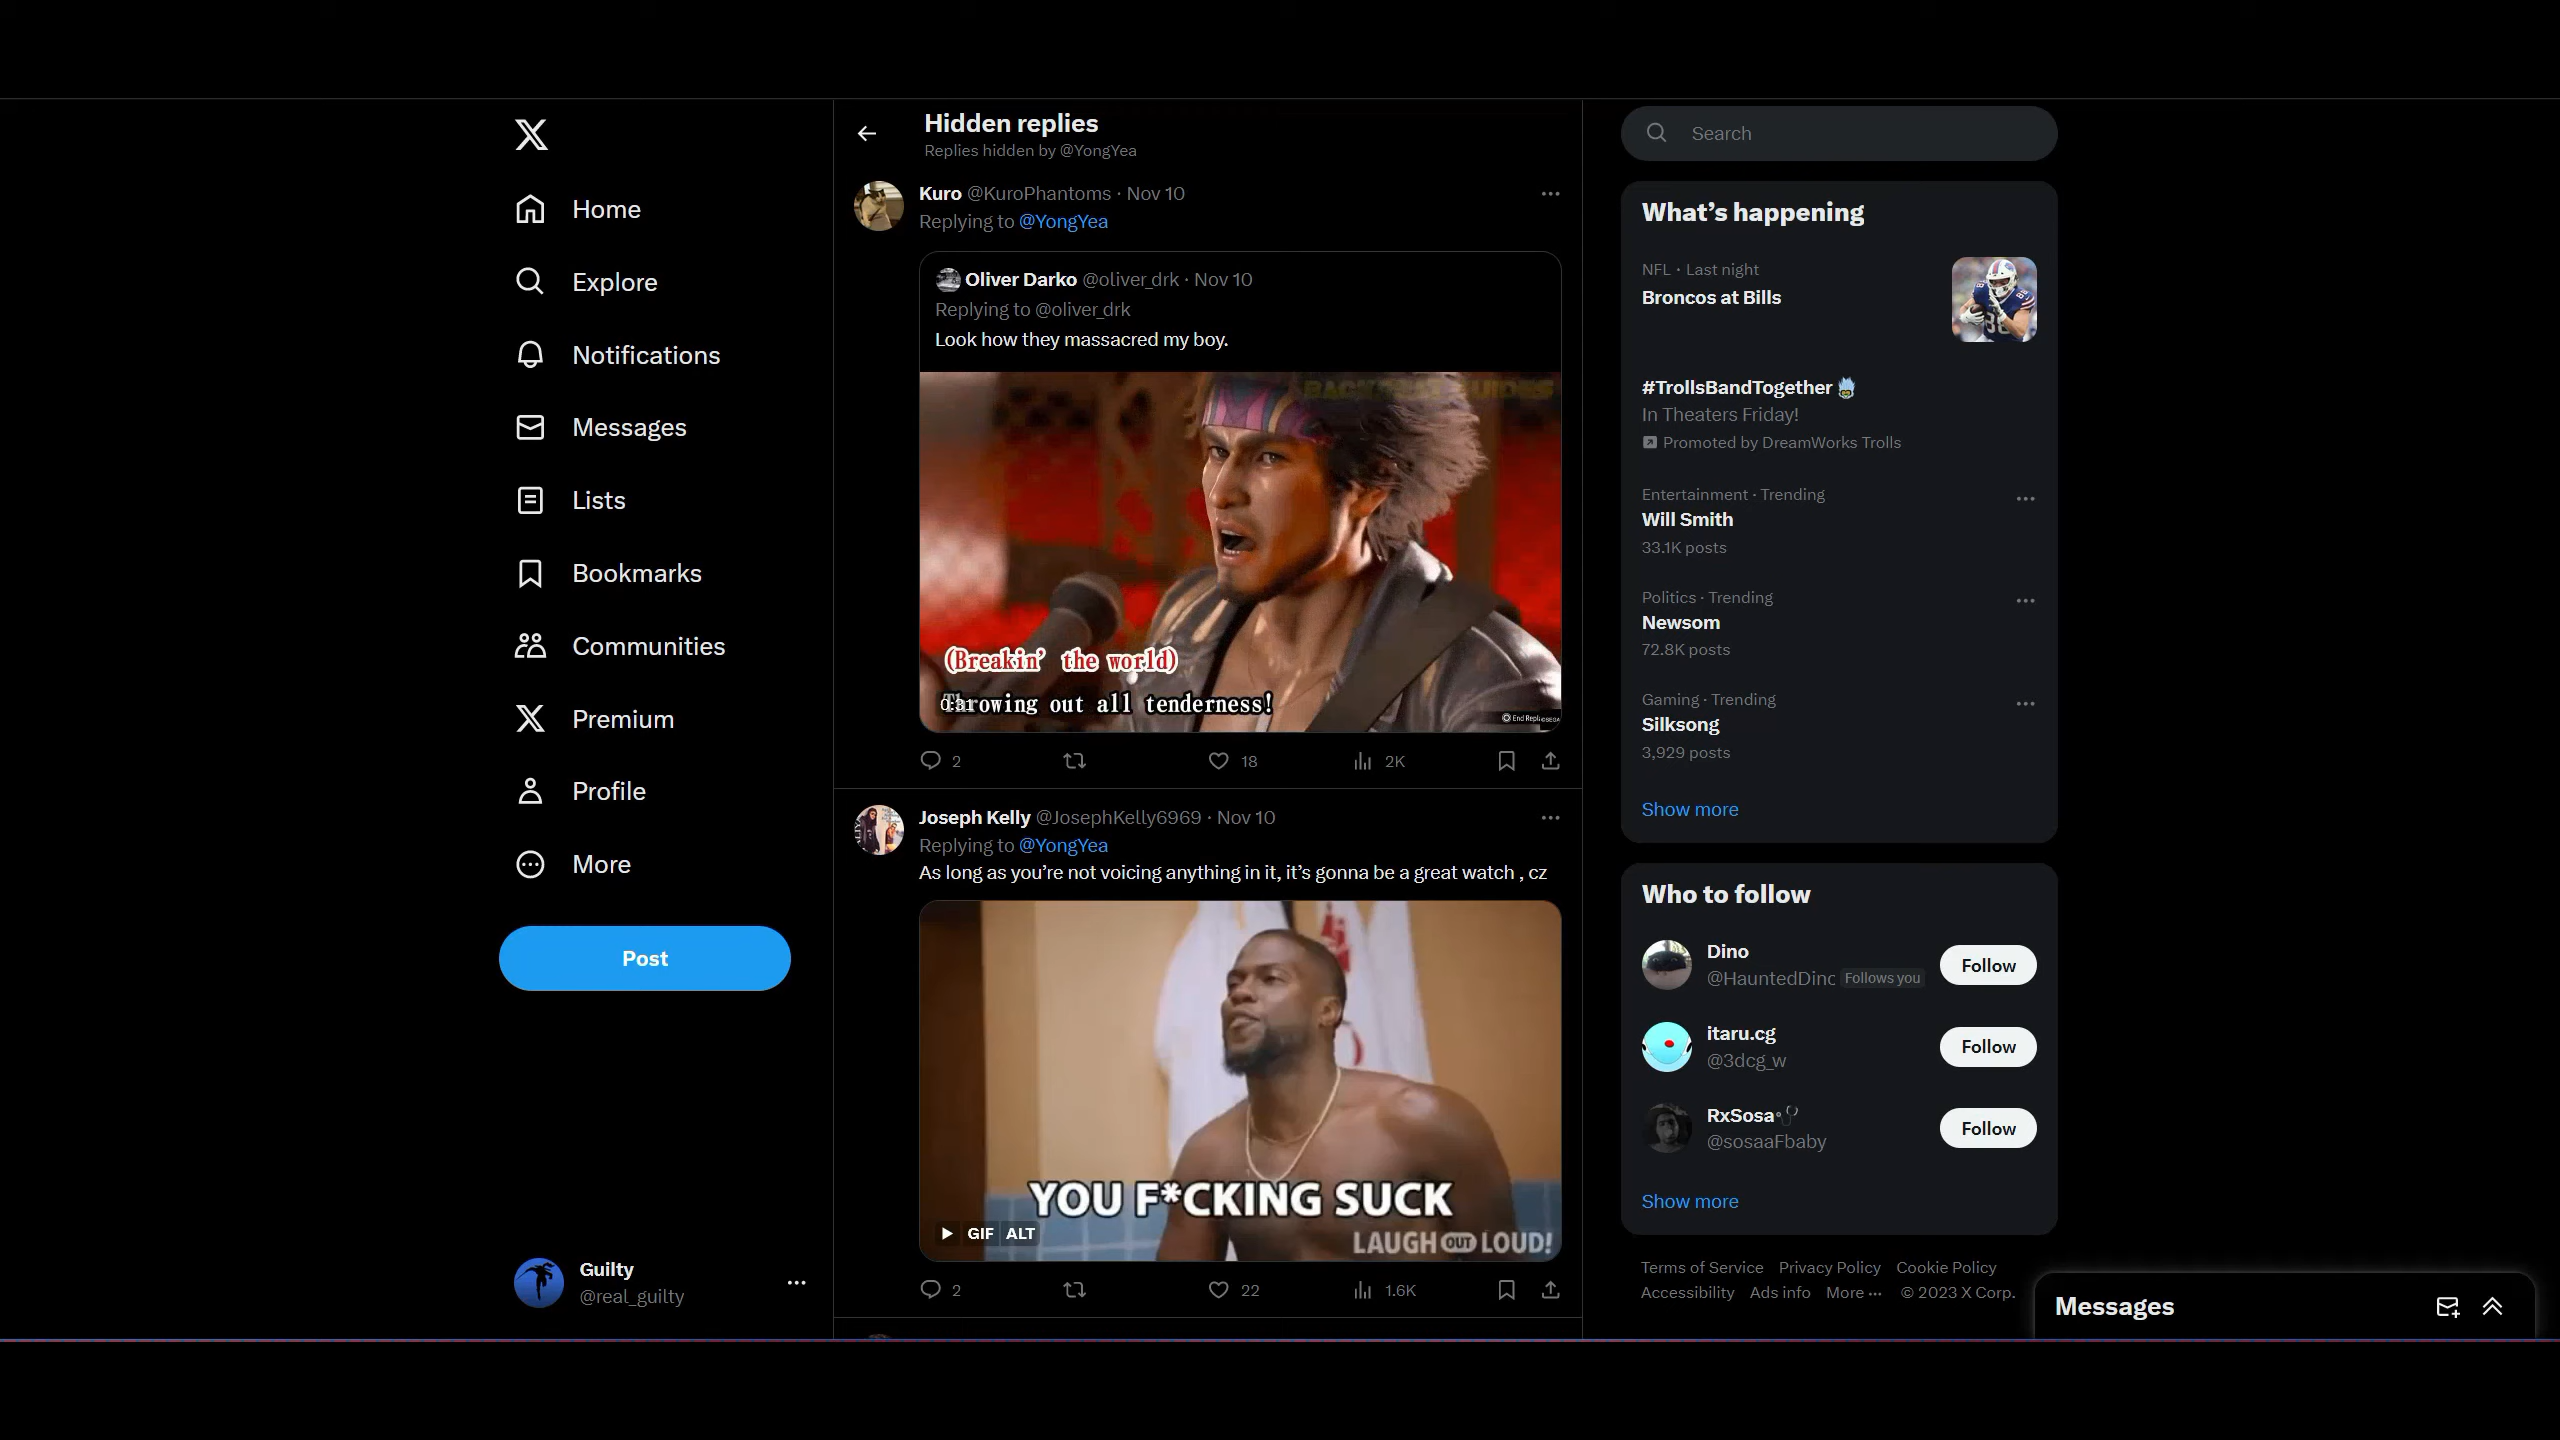 Home
Explore
Notifications
Messages
Lists
Bookmarks
Communities
Premium
Profile
More
Post
Guilty
@real_guilty
Hidden replies
Replies hidden by @YongYea
Kuro @KuroPhantoms · Nov 10
Replying to @YongYea
Oliver Darko @oliver_drk · Nov 10
Replying to @oliver_drk
Look how they massacred my boy.
(Breakin' the world)
Throwing out all tenderness!
2 18 2K
Joseph Kelly @JosephKelly6969 · Nov 10
Replying to @YongYea
As long as you're not voicing anything in it, it's gonna be a great watch , cz
YOU F*CKING SUCK
GIF ALT
LAUGH OUT LOUD!
2 22 1.6K
Search
What's happening
NFL · Last night
Broncos at Bills
#TrollsBandTogether
In Theaters Friday!
Promoted by DreamWorks Trolls
Entertainment · Trending
Will Smith
33.1K posts
Politics · Trending
Newsom
72.8K posts
Gaming · Trending
Silksong
3,929 posts
Show more
Who to follow
Dino
@HauntedDinc Follows you
Follow
itaru.cg
@3dcg_w
Follow
RxSosa
@sosaaFbaby
Follow
Show more
Terms of Service Privacy Policy Cookie Policy
Accessibility Ads info More ··· © 2023 X Corp.
Messages